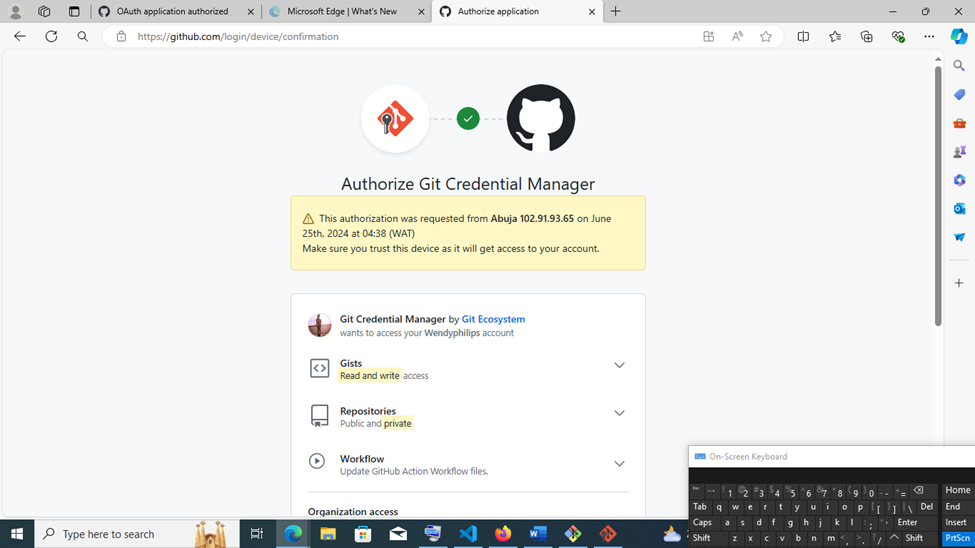 OAuth application authorized
Microsoft Edge | What's New
Authorize application
https://github.com/login/device/confirmation
Authorize Git Credential Manager
This authorization was requested from Abuja 102.91.93.65 on June
25th, 2024 at 04:38 (WAT)
Make sure you trust this device as it will get access to your account.
Git Credential Manager by Git Ecosystem
wants to access your Wendyphilips account
Gists
Read and write access
Repositories
Public and private
Workflow
Update GitHub Action Workflow files.
Organization access
On-Screen Keyboard
! 1 @ 2 # 3 $ 4 % 5 ^ 6 & 7 * 8 ( 9 ) 0 - = Home
Tab q w e r t y u i o p { [ } ] | \ Del End
Caps a s d f g h j k l : ; " ' Enter Insert
Shift z x c v b n m < , > . ? / Shift PrtScn
Type here to search